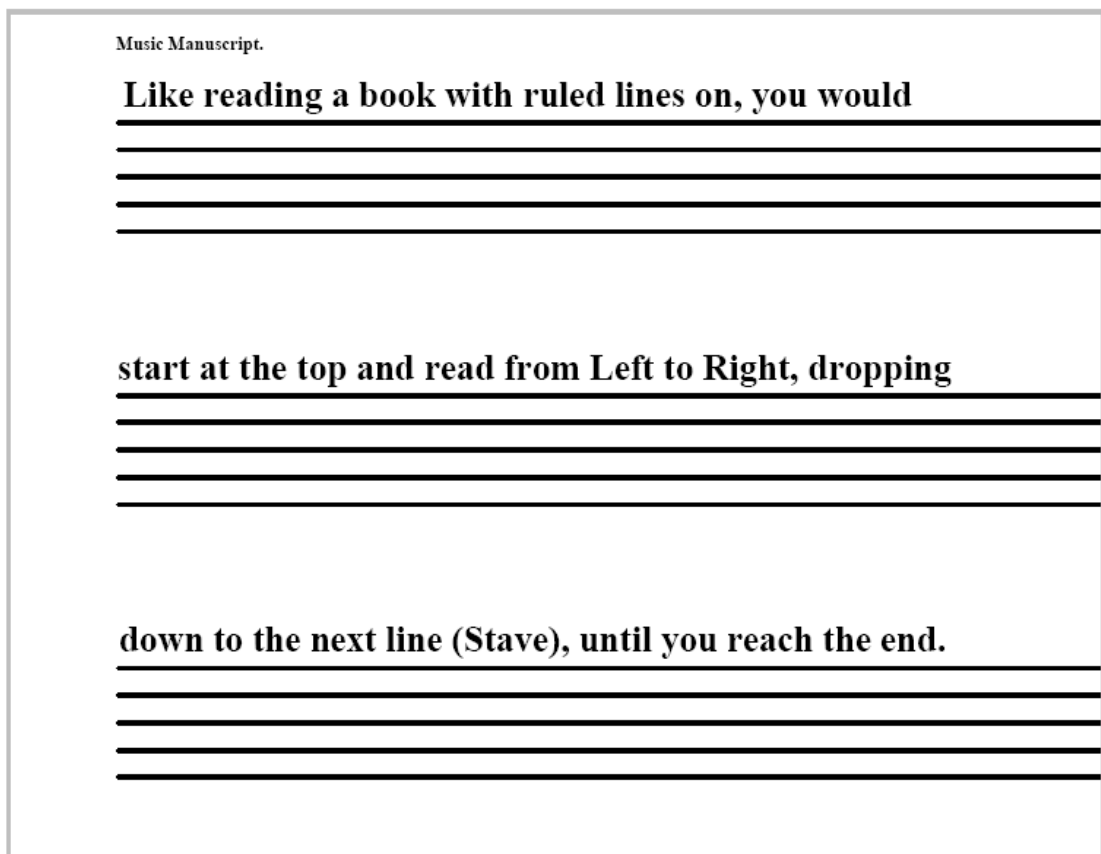 Music Manuscript.
Like reading a book with ruled lines on, you would
start at the top and read from Left to Right, dropping
down to the next line (Stave), until you reach the end.